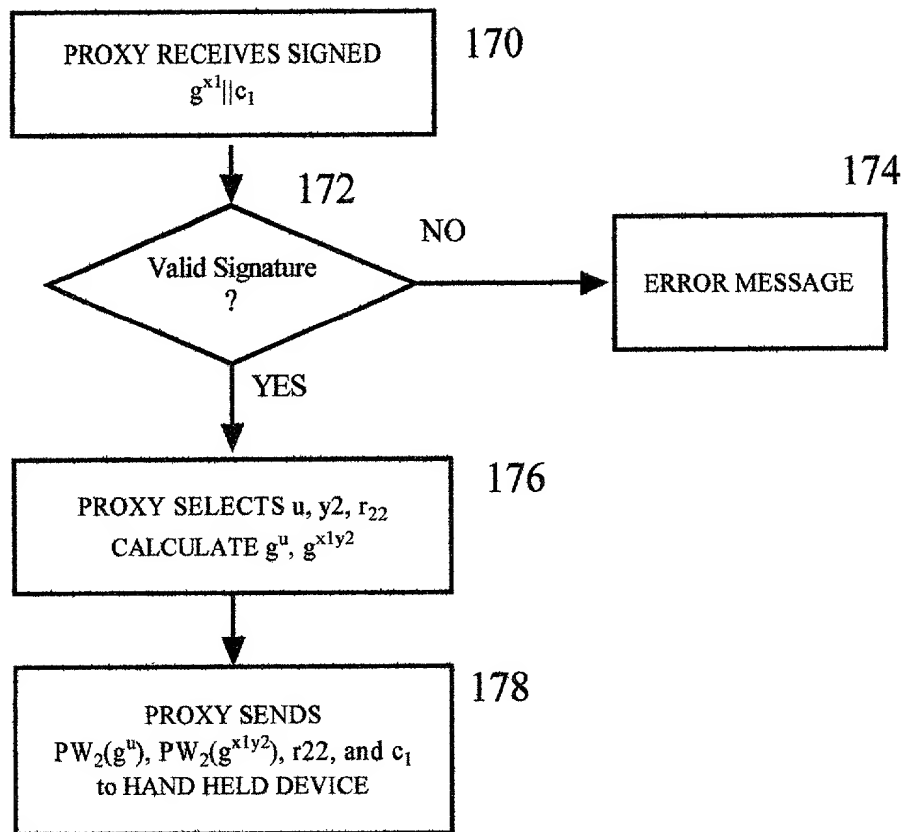 PROXY RECEIVES SIGNED
g^x1||c₁
170
172
Valid Signature
?
NO
174
ERROR MESSAGE
YES
PROXY SELECTS u, y2, r₂₂
CALCULATE g^u, g^x1y2
176
PROXY SENDS
PW₂(g^u), PW₂(g^x1y2), r22, and c₁
to HAND HELD DEVICE
178